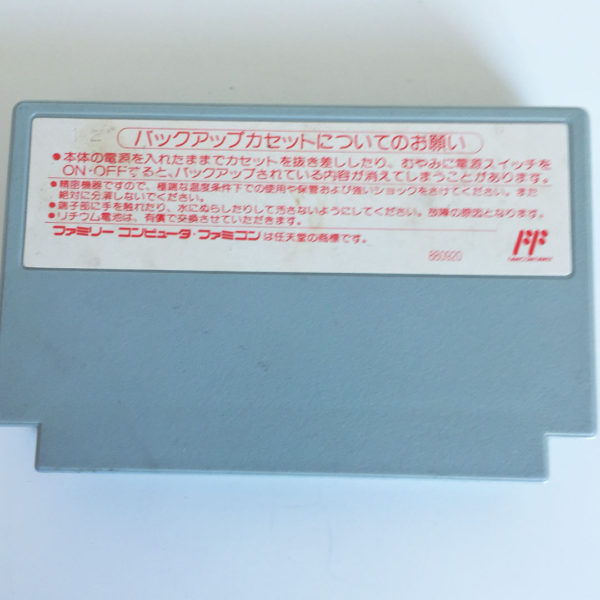 バックアップカセットについてのお願い
●本体の電源を入れたままでカセットを抜き差ししたり、むやみに電源スイッチを
ON・OFFすると、バックアップされている内容が消えてしまうことがあります。
●精密機器ですので、極端な温度条件下での使用や保管および強いショックをさけてください。また
絶対に分解しないでください。
●端子部に手を触れたり、水にぬらしたりして汚さないようにしてください。故障の原因となります。
●リチウム電池は、有償で交換させていただきます。
ファミリーコンピュータ・ファミコンは任天堂の商標です。
880920
FF